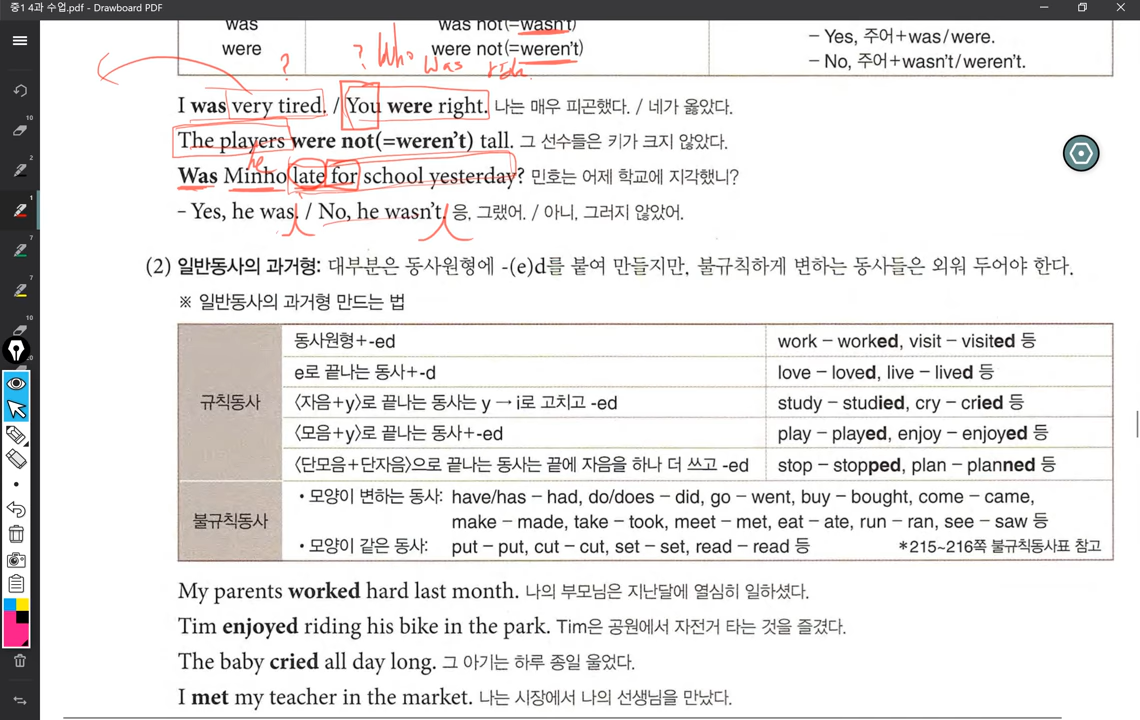 중1 4과 수업.pdf - Drawboard PDF
was was not(=wasn't)
were were not(=weren't)
– Yes, 주어+was/were.
– No, 주어+wasn't/weren't.
? ? Who was right.
I was very tired. / You were right. 나는 매우 피곤했다. / 네가 옳았다.
The players were not(=weren't) tall. 그 선수들은 키가 크지 않았다.
he
Was Minho late for school yesterday? 민호는 어제 학교에 지각했니?
– Yes, he was. / No, he wasn't. 응, 그랬어. / 아니, 그러지 않았어.
(2) 일반동사의 과거형: 대부분은 동사원형에 -(e)d를 붙여 만들지만, 불규칙하게 변하는 동사들은 외워 두어야 한다.
※ 일반동사의 과거형 만드는 법
규칙동사
동사원형+-ed work – worked, visit – visited 등
e로 끝나는 동사+-d love – loved, live – lived 등
〈자음+y〉로 끝나는 동사는 y → i로 고치고 -ed study – studied, cry – cried 등
〈모음+y〉로 끝나는 동사+-ed play – played, enjoy – enjoyed 등
〈단모음+단자음〉으로 끝나는 동사는 끝에 자음을 하나 더 쓰고 -ed stop – stopped, plan – planned 등
불규칙동사
• 모양이 변하는 동사: have/has – had, do/does – did, go – went, buy – bought, come – came,
make – made, take – took, meet – met, eat – ate, run – ran, see – saw 등
• 모양이 같은 동사: put – put, cut – cut, set – set, read – read 등 *215~216쪽 불규칙동사표 참고
My parents worked hard last month. 나의 부모님은 지난달에 열심히 일하셨다.
Tim enjoyed riding his bike in the park. Tim은 공원에서 자전거 타는 것을 즐겼다.
The baby cried all day long. 그 아기는 하루 종일 울었다.
I met my teacher in the market. 나는 시장에서 나의 선생님을 만났다.
10
2
1
7
7
10